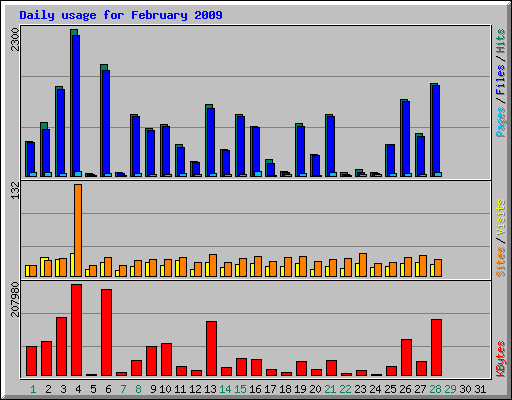 Daily usage for February 2009
2300
Pages / Files / Hits
132
Sites / Visits
207980
KBytes
1 2 3 4 5 6 7 8 9 10 11 12 13 14 15 16 17 18 19 20 21 22 23 24 25 26 27 28 29 30 31